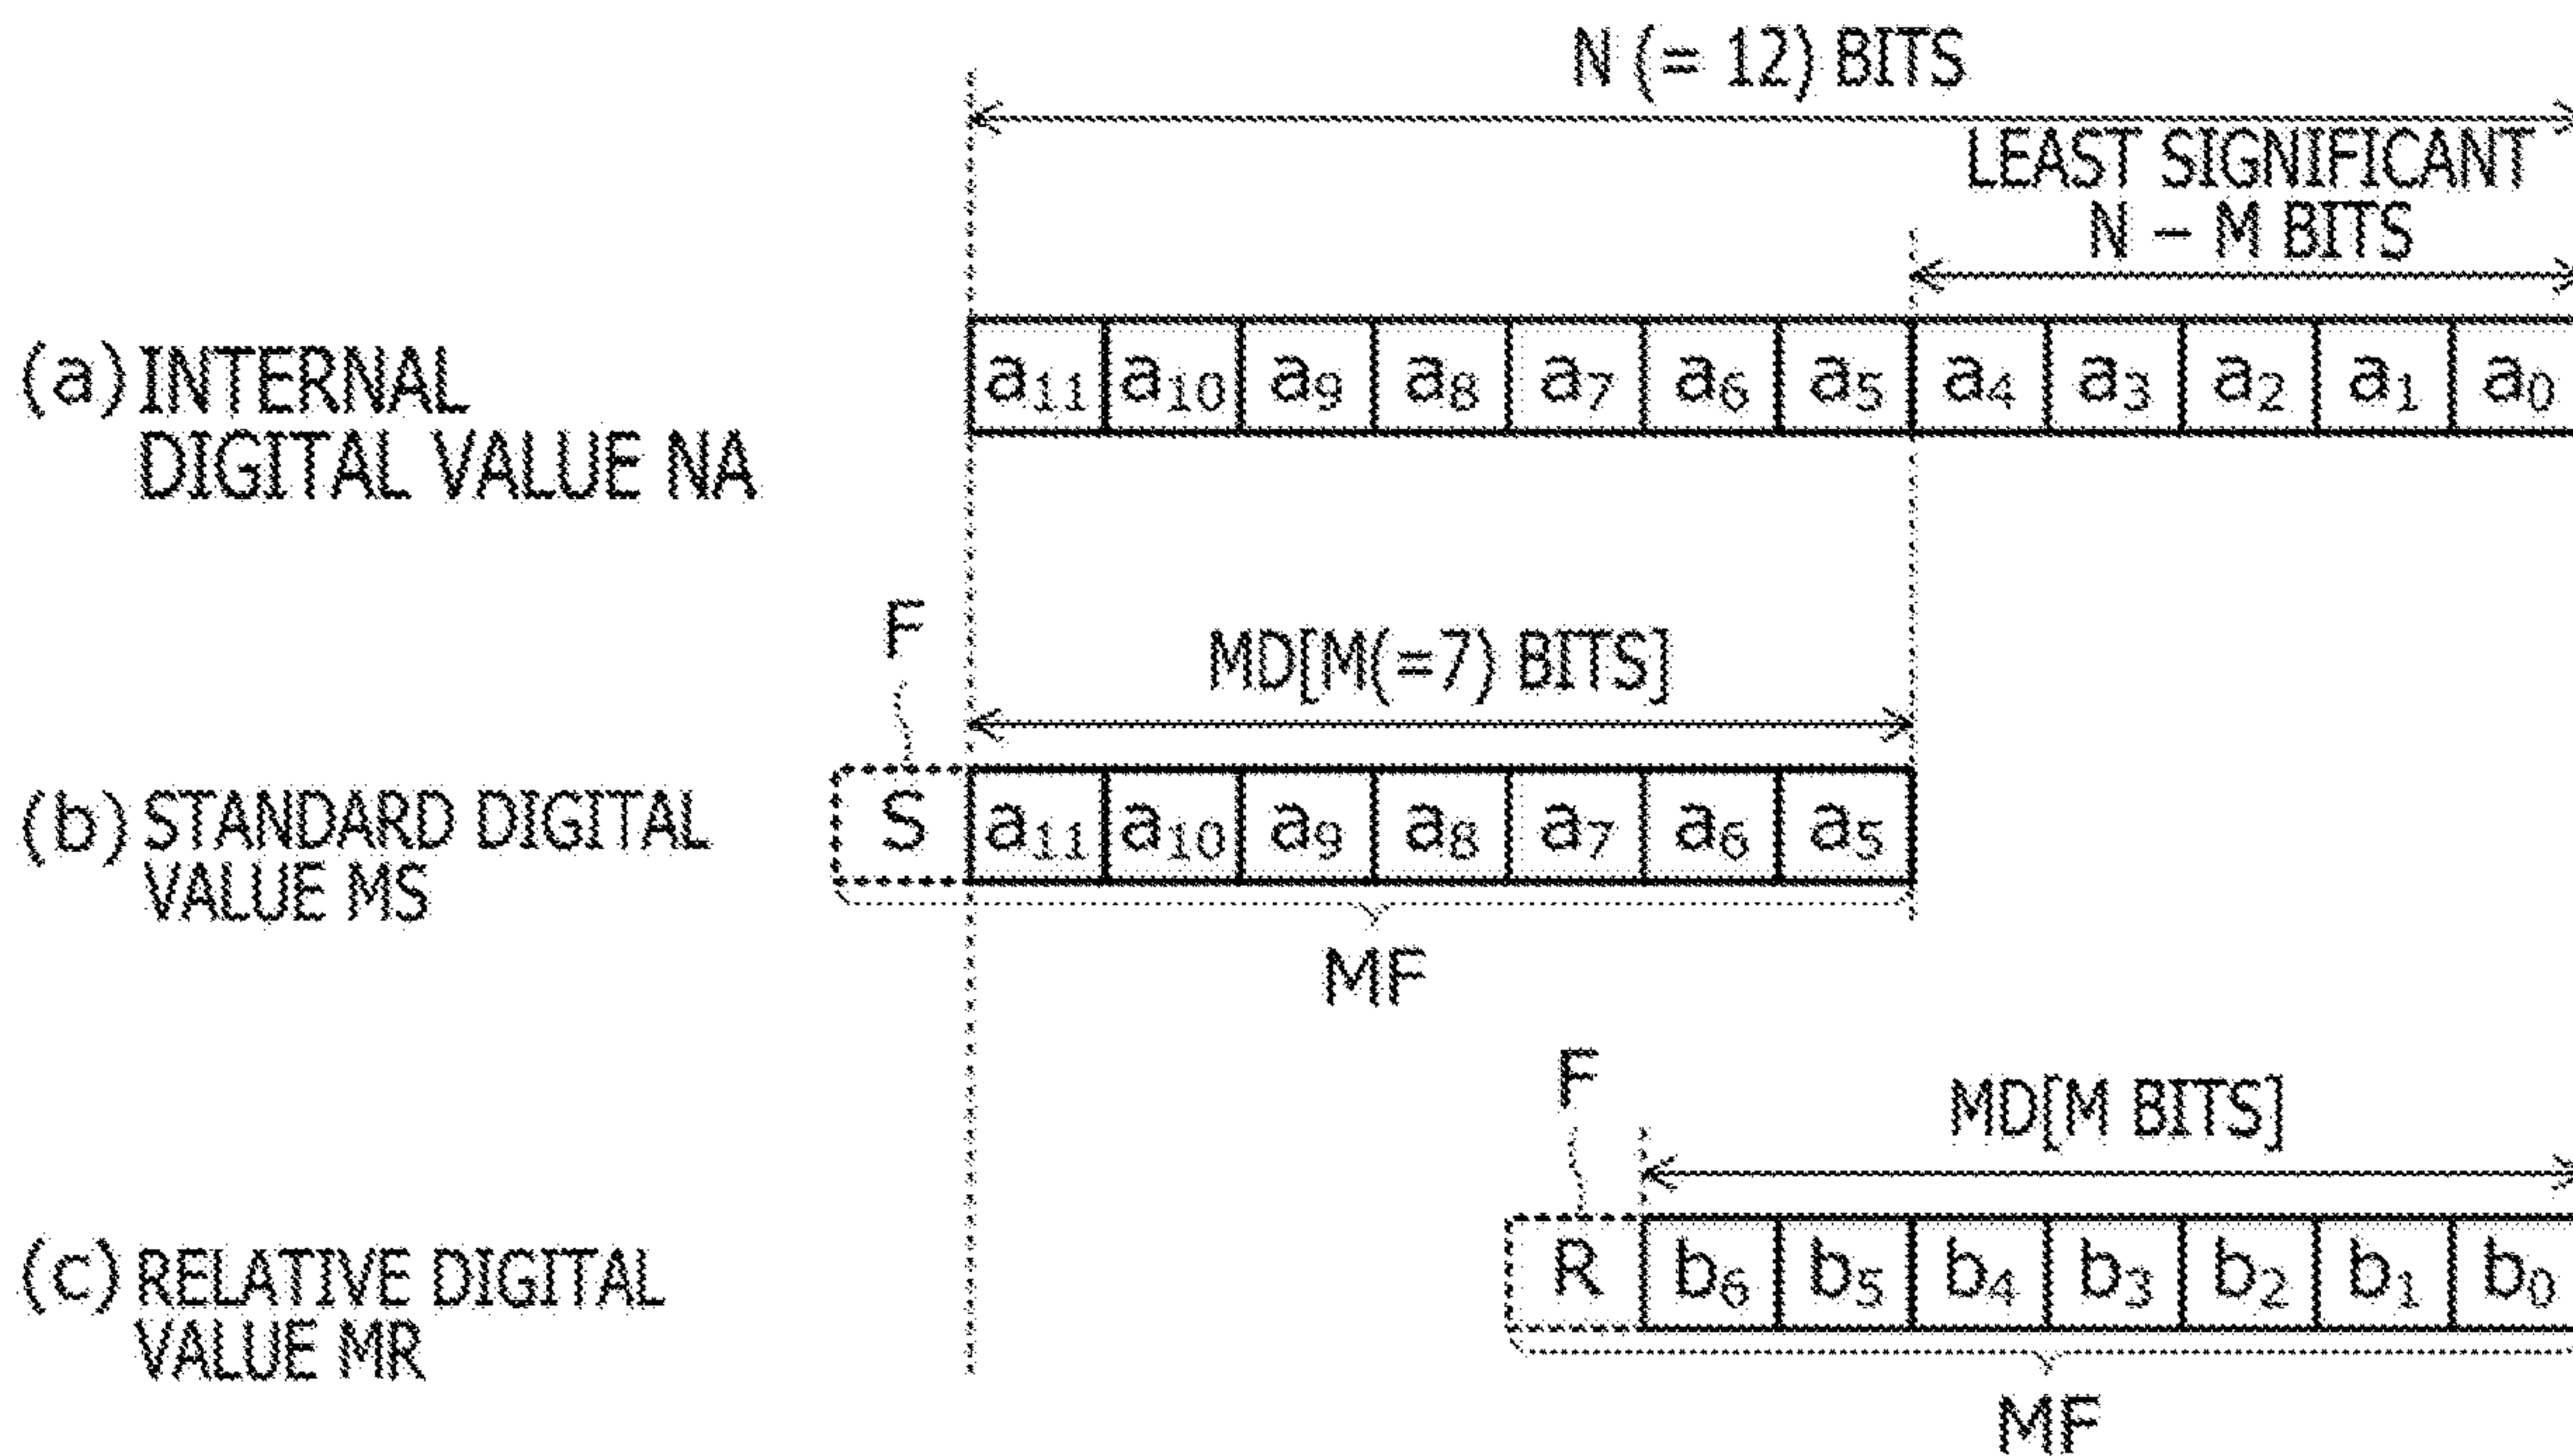 N (= 12) BITS
LEAST SIGNIFICANT
N – M BITS
(a) INTERNAL
DIGITAL VALUE NA
a₁₁ a₁₀ a₉ a₈ a₇ a₆ a₅ a₄ a₃ a₂ a₁ a₀
F
MD[M(=7) BITS]
(b) STANDARD DIGITAL
VALUE MS
S a₁₁ a₁₀ a₉ a₈ a₇ a₆ a₅
MF
F
MD[M BITS]
(c) RELATIVE DIGITAL
VALUE MR
R b₆ b₅ b₄ b₃ b₂ b₁ b₀
MF